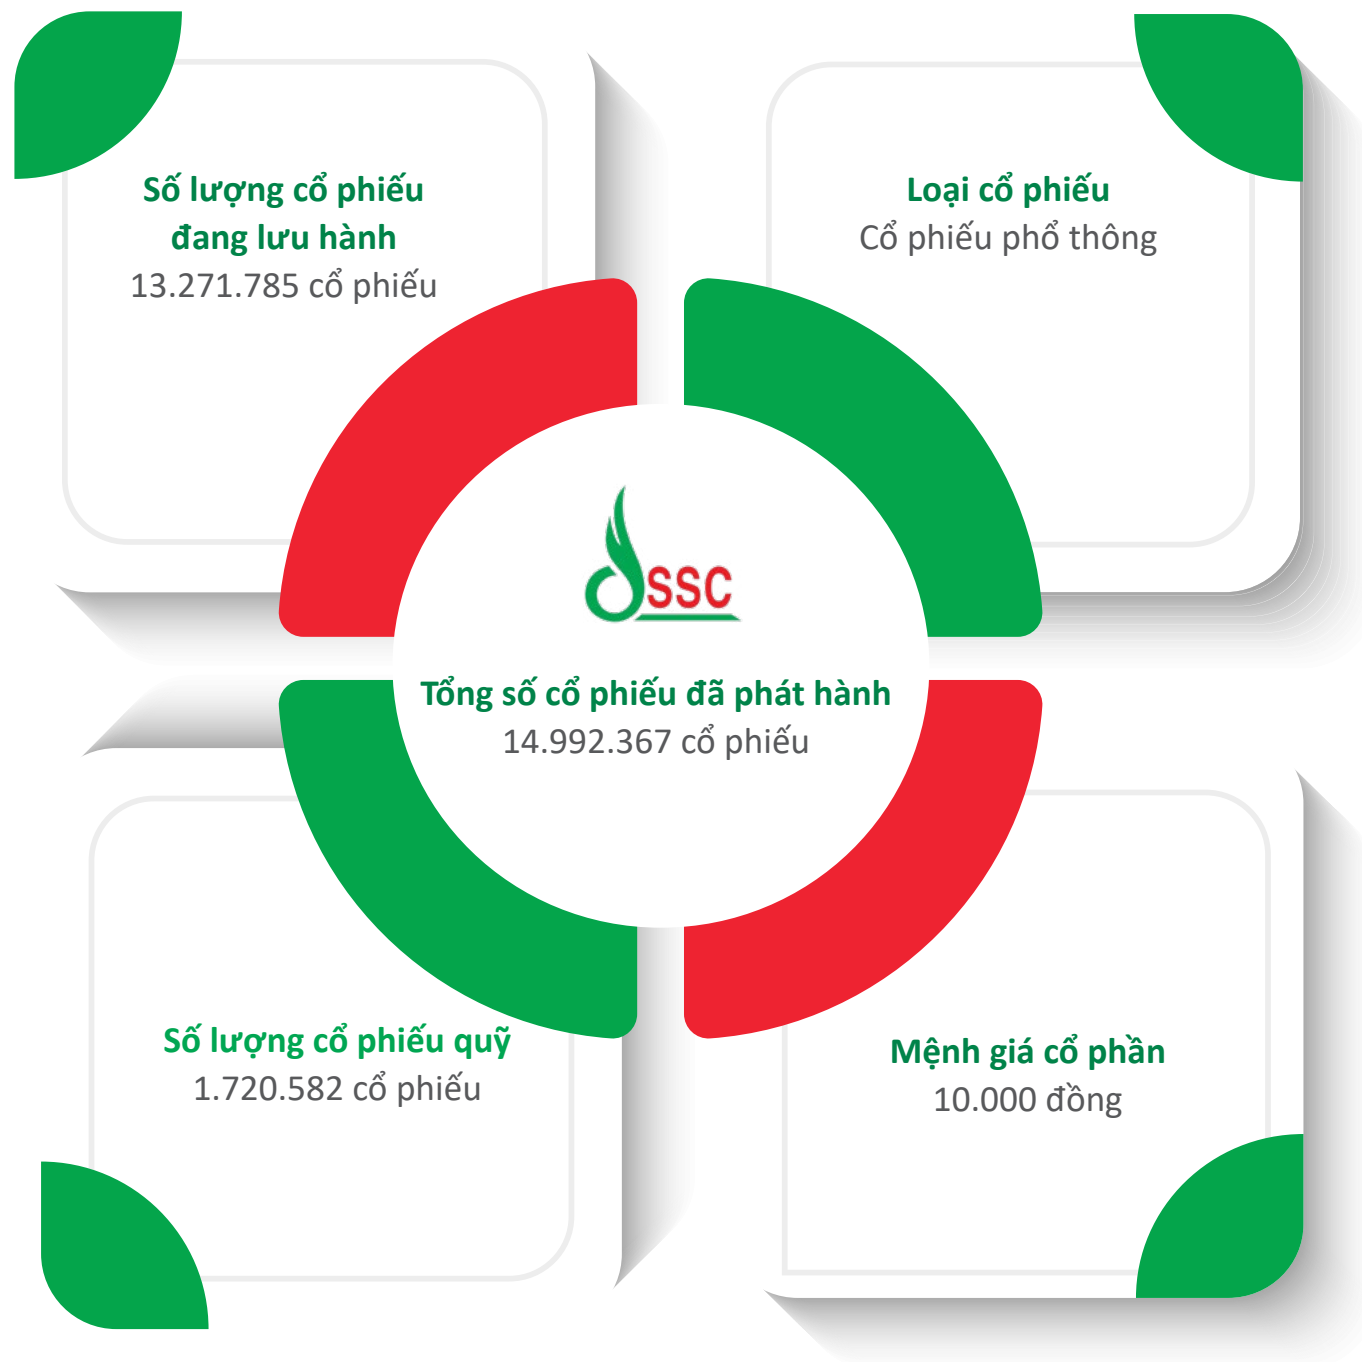 Số lượng cổ phiếu
đang lưu hành
13.271.785 cổ phiếu
Loại cổ phiếu
Cổ phiếu phổ thông
SSC
Tổng số cổ phiếu đã phát hành
14.992.367 cổ phiếu
Số lượng cổ phiếu quỹ
1.720.582 cổ phiếu
Mệnh giá cổ phần
10.000 đồng